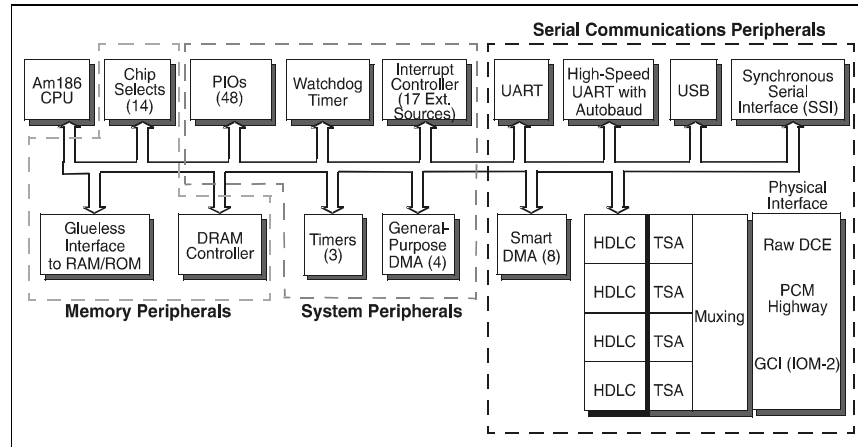 Serial Communications Peripherals
Am186
CPU
Chip
Selects
(14)
PIOs
(48)
Watchdog
Timer
Interrupt
Controller
(17 Ext.
Sources)
UART
High-Speed
UART with
Autobaud
USB
Synchronous
Serial
Interface (SSI)
Glueless
Interface
to RAM/ROM
DRAM
Controller
Timers
(3)
General-
Purpose
DMA (4)
Smart
DMA (8)
HDLC
TSA
HDLC
TSA
HDLC
TSA
HDLC
TSA
Muxing
Physical
Interface
Raw DCE
PCM
Highway
GCI (IOM-2)
Memory Peripherals
System Peripherals